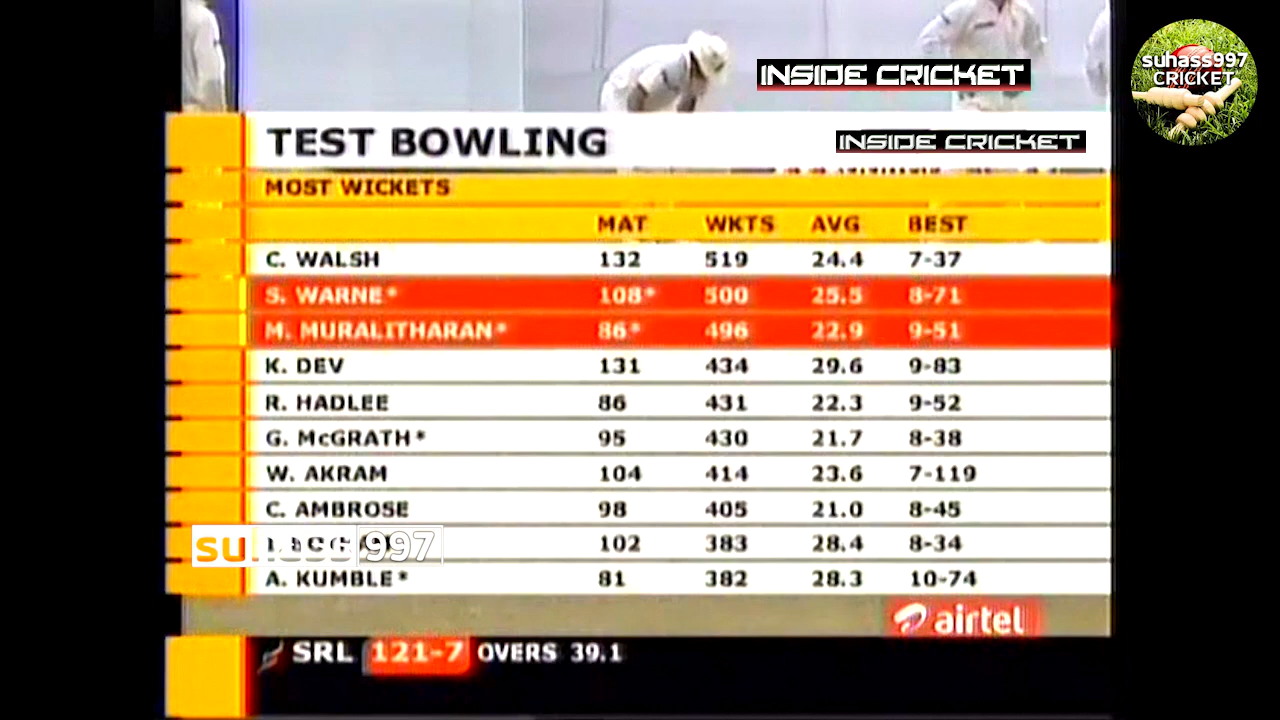 INSIDE CRICKET
suhass997
CRICKET
TEST BOWLING
INSIDE CRICKET
MOST WICKETS
MAT WKTS AVG BEST
C. WALSH 132 519 24.4 7-37
S. WARNE* 108* 500 25.5 8-71
M. MURALITHARAN* 86* 496 22.9 9-51
K. DEV 131 434 29.6 9-83
R. HADLEE 86 431 22.3 9-52
G. McGRATH* 95 430 21.7 8-38
W. AKRAM 104 414 23.6 7-119
C. AMBROSE 98 405 21.0 8-45
suhass997
102 383 28.4 8-34
A. KUMBLE* 81 382 28.3 10-74
airtel
SRL 121-7 OVERS 39.1